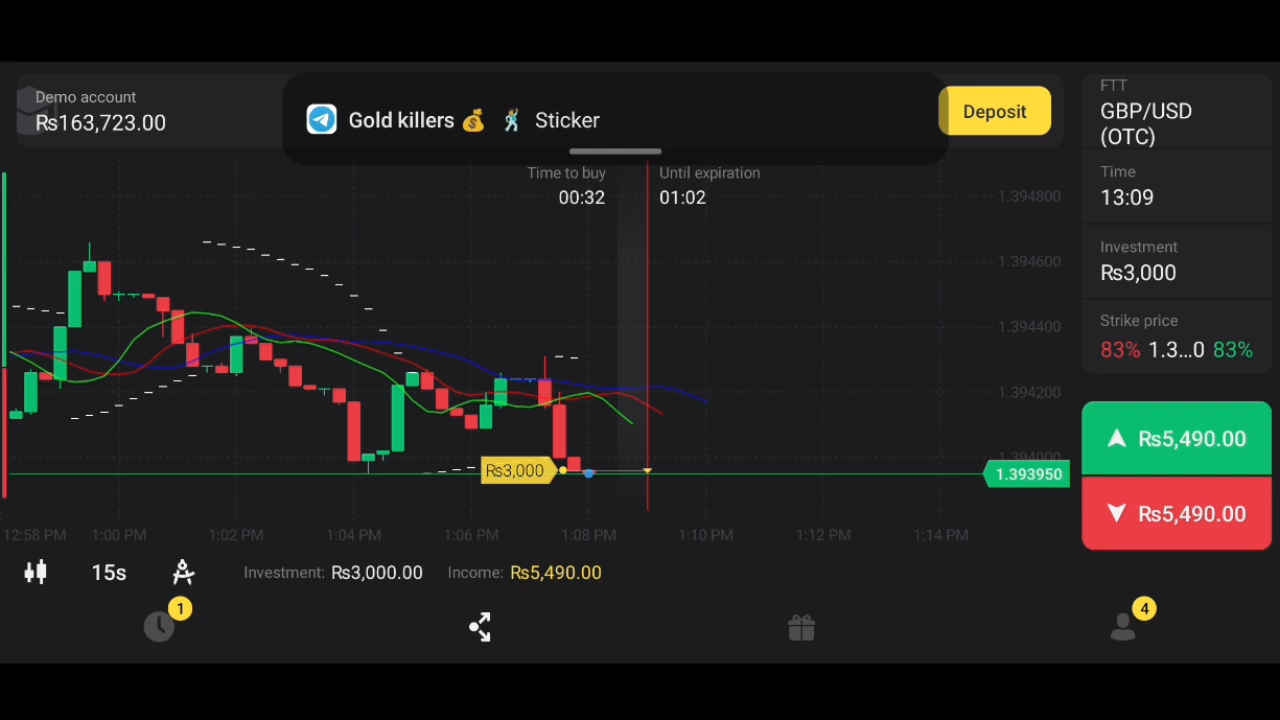 Demo account
Rs163,723.00
Gold killers 💰 🕺 Sticker
Deposit
FTT
GBP/USD
(OTC)
Time
13:09
Investment
Rs3,000
Strike price
83% 1.3...0 83%
Time to buy
00:32
Until expiration
01:02
1.394800
1.394600
1.394400
1.394200
1.394000
1.393950
Rs3,000
Rs5,490.00
Rs5,490.00
12:58 PM 1:00 PM 1:02 PM 1:04 PM 1:06 PM 1:08 PM 1:10 PM 1:12 PM 1:14 PM
15s Investment: Rs3,000.00 Income: Rs5,490.00
1
4